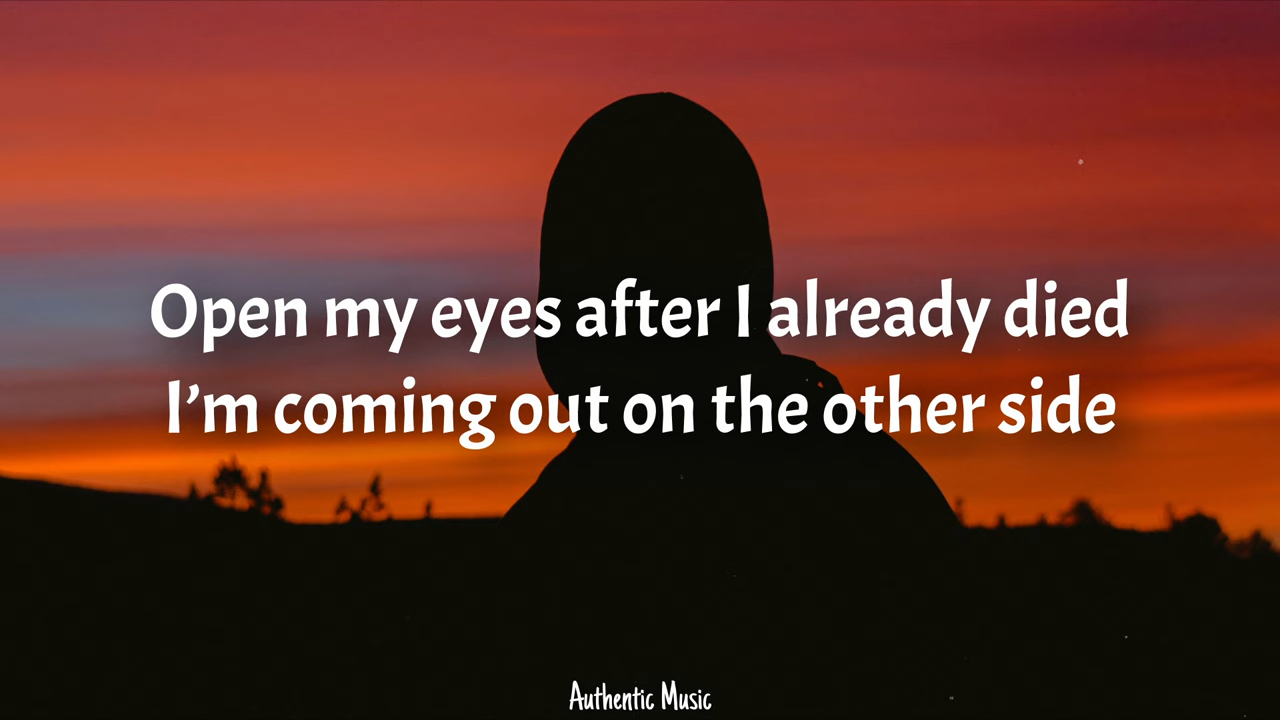 Open my eyes after I already died
I’m coming out on the other side
Authentic Music